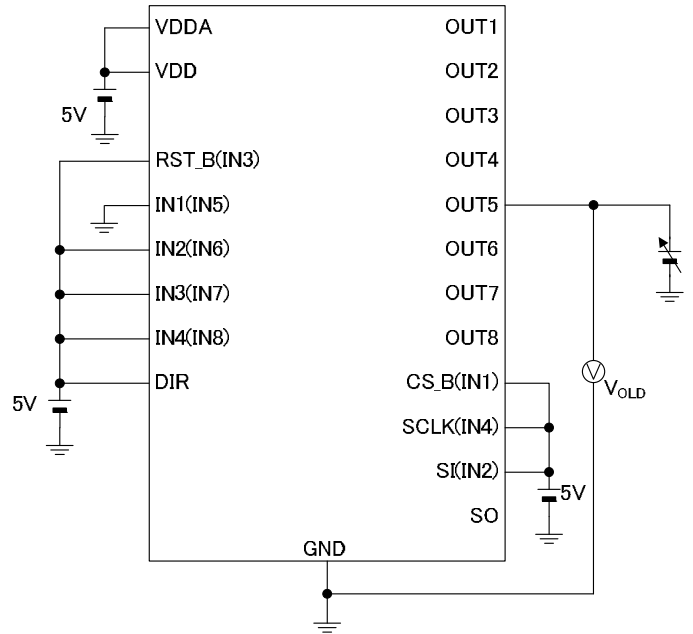 VDDA
OUT1
VDD
OUT2
5V
OUT3
RST_B(IN3)
OUT4
IN1(IN5)
OUT5
IN2(IN6)
OUT6
IN3(IN7)
OUT7
IN4(IN8)
OUT8
DIR
CS_B(IN1)
V
VOLD
5V
SCLK(IN4)
SI(IN2)
5V
SO
GND